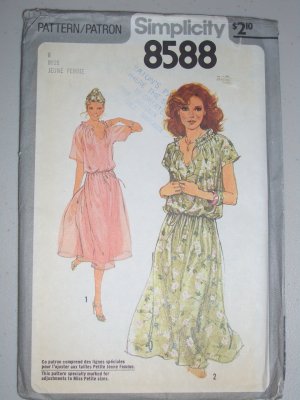 PATTERN/PATRON
Simplicity
$2.10
8588
8
MISS
JEUNE FEMME
1
2
Ce patron comprend des lignes spéciales
pour l'ajuster aux tailles Petite Jeune Femme.
This pattern specially marked for
adjustments to Miss Petite sizes.